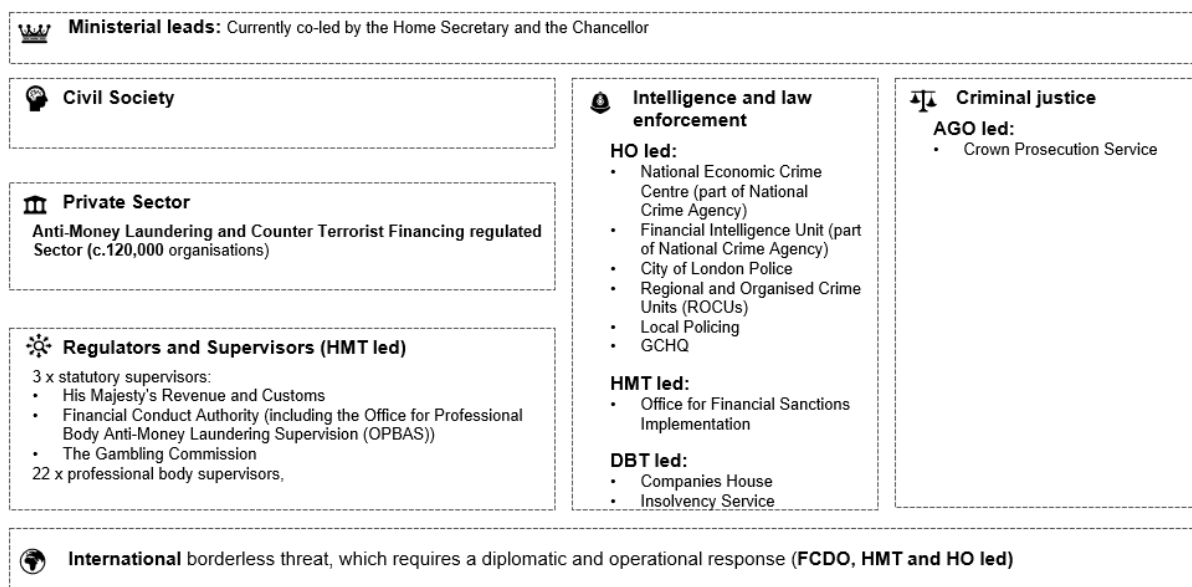 Ministerial leads: Currently co-led by the Home Secretary and the Chancellor
Civil Society
Private Sector
Anti-Money Laundering and Counter Terrorist Financing regulated
Sector (c.120,000 organisations)
Regulators and Supervisors (HMT led)
3 x statutory supervisors:
• His Majesty's Revenue and Customs
• Financial Conduct Authority (including the Office for Professional
Body Anti-Money Laundering Supervision (OPBAS))
• The Gambling Commission
22 x professional body supervisors,
Intelligence and law
enforcement
HO led:
• National Economic Crime
Centre (part of National
Crime Agency)
• Financial Intelligence Unit (part
of National Crime Agency)
• City of London Police
• Regional and Organised Crime
Units (ROCUs)
• Local Policing
• GCHQ
HMT led:
• Office for Financial Sanctions
Implementation
DBT led:
• Companies House
• Insolvency Service
Criminal justice
AGO led:
• Crown Prosecution Service
International borderless threat, which requires a diplomatic and operational response (FCDO, HMT and HO led)